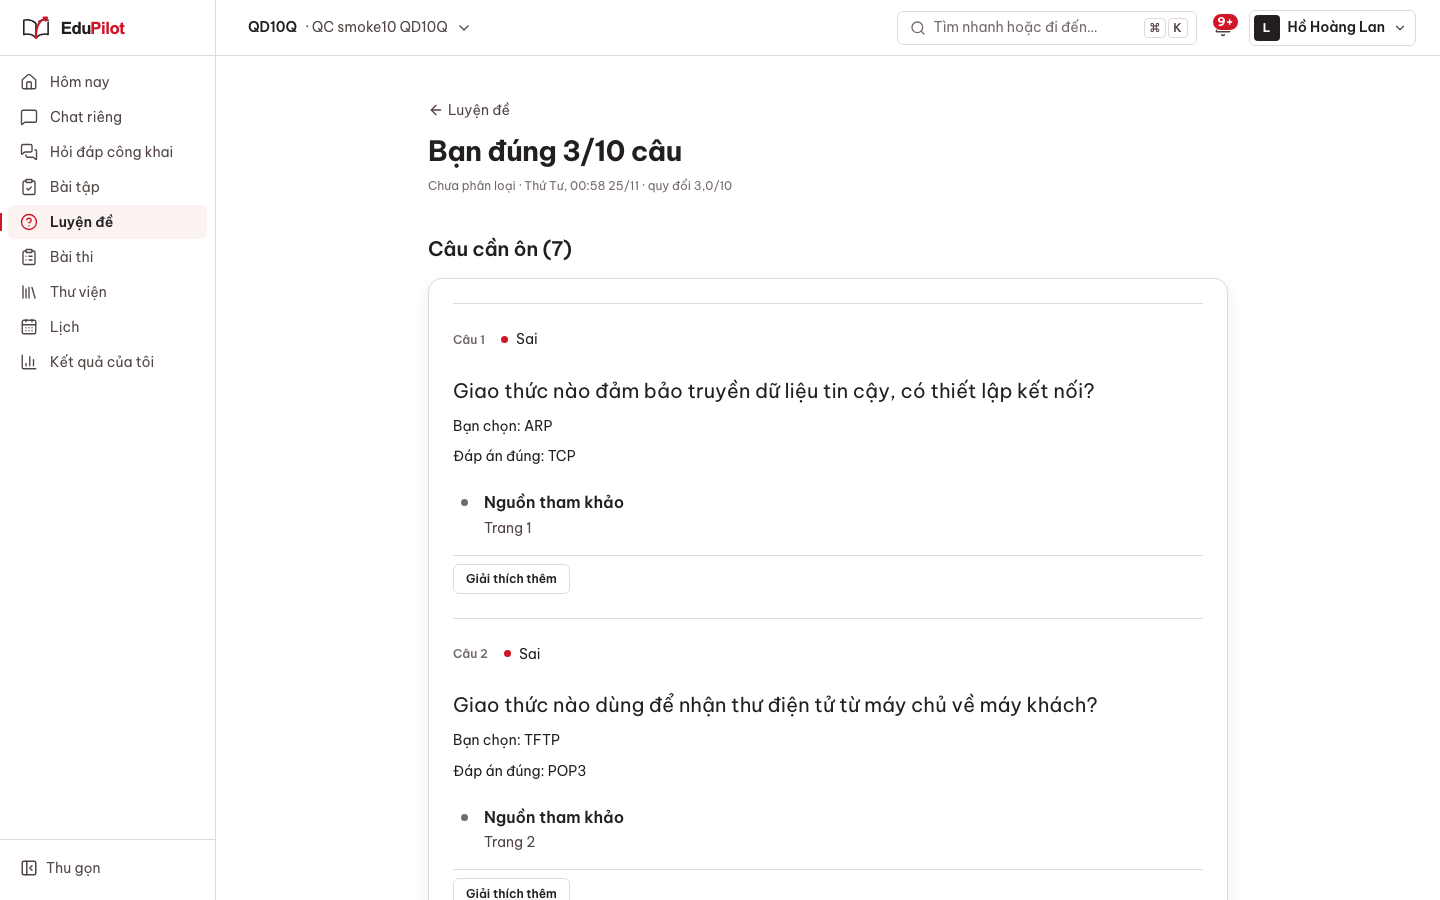 EduPilot
QD10Q · QC smoke10 QD10Q
Tìm nhanh hoặc đi đến...
⌘ K
9+
L
Hồ Hoàng Lan
Hôm nay
Chat riêng
Hỏi đáp công khai
Bài tập
Luyện đề
Bài thi
Thư viện
Lịch
Kết quả của tôi
Thu gọn
Luyện đề
Bạn đúng 3/10 câu
Chưa phân loại · Thứ Tư, 00:58 25/11 · quy đổi 3,0/10
Câu cần ôn (7)
Câu 1 Sai
Giao thức nào đảm bảo truyền dữ liệu tin cậy, có thiết lập kết nối?
Bạn chọn: ARP
Đáp án đúng: TCP
Nguồn tham khảo
Trang 1
Giải thích thêm
Câu 2 Sai
Giao thức nào dùng để nhận thư điện tử từ máy chủ về máy khách?
Bạn chọn: TFTP
Đáp án đúng: POP3
Nguồn tham khảo
Trang 2
Giải thích thêm